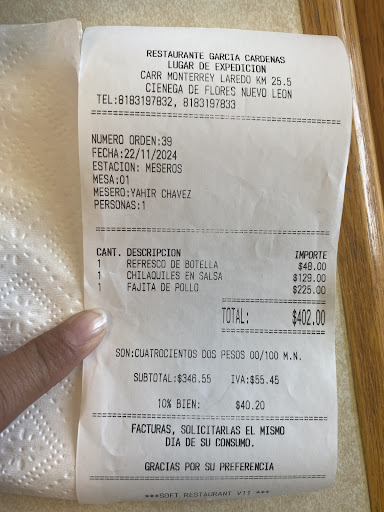 RESTAURANTE GARCIA CARDENAS
LUGAR DE EXPEDICION
CARR MONTERREY LAREDO KM 25.5
CIENEGA DE FLORES NUEVO LEON
TEL:8183197832, 8183197833
NUMERO ORDEN:39
FECHA:22/11/2024
ESTACION: MESEROS
MESA:01
MESERO:YAHIR CHAVEZ
PERSONAS:1
CANT. DESCRIPCION IMPORTE
1 REFRESCO DE BOTELLA $48.00
1 CHILAQUILES EN SALSA $129.00
1 FAJITA DE POLLO $225.00
TOTAL: $402.00
SON:CUATROCIENTOS DOS PESOS 00/100 M.N.
SUBTOTAL:$346.55 IVA:$55.45
10% BIEN: $40.20
FACTURAS, SOLICITARLAS EL MISMO
DIA DE SU CONSUMO.
GRACIAS POR SU PREFERENCIA
***SOFT RESTAURANT V11 ***